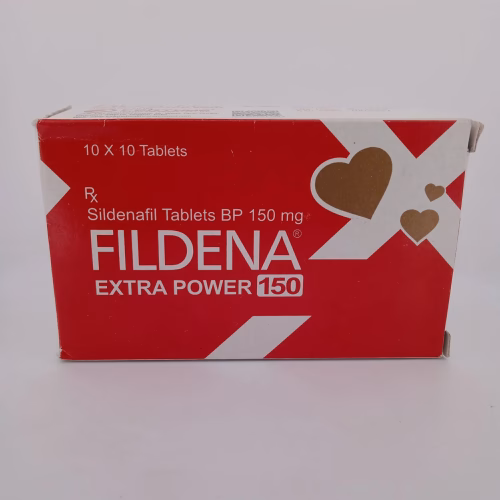 10 X 10 Tablets
Rx
Sildenafil Tablets BP 150 mg
FILDENA®
EXTRA POWER 150